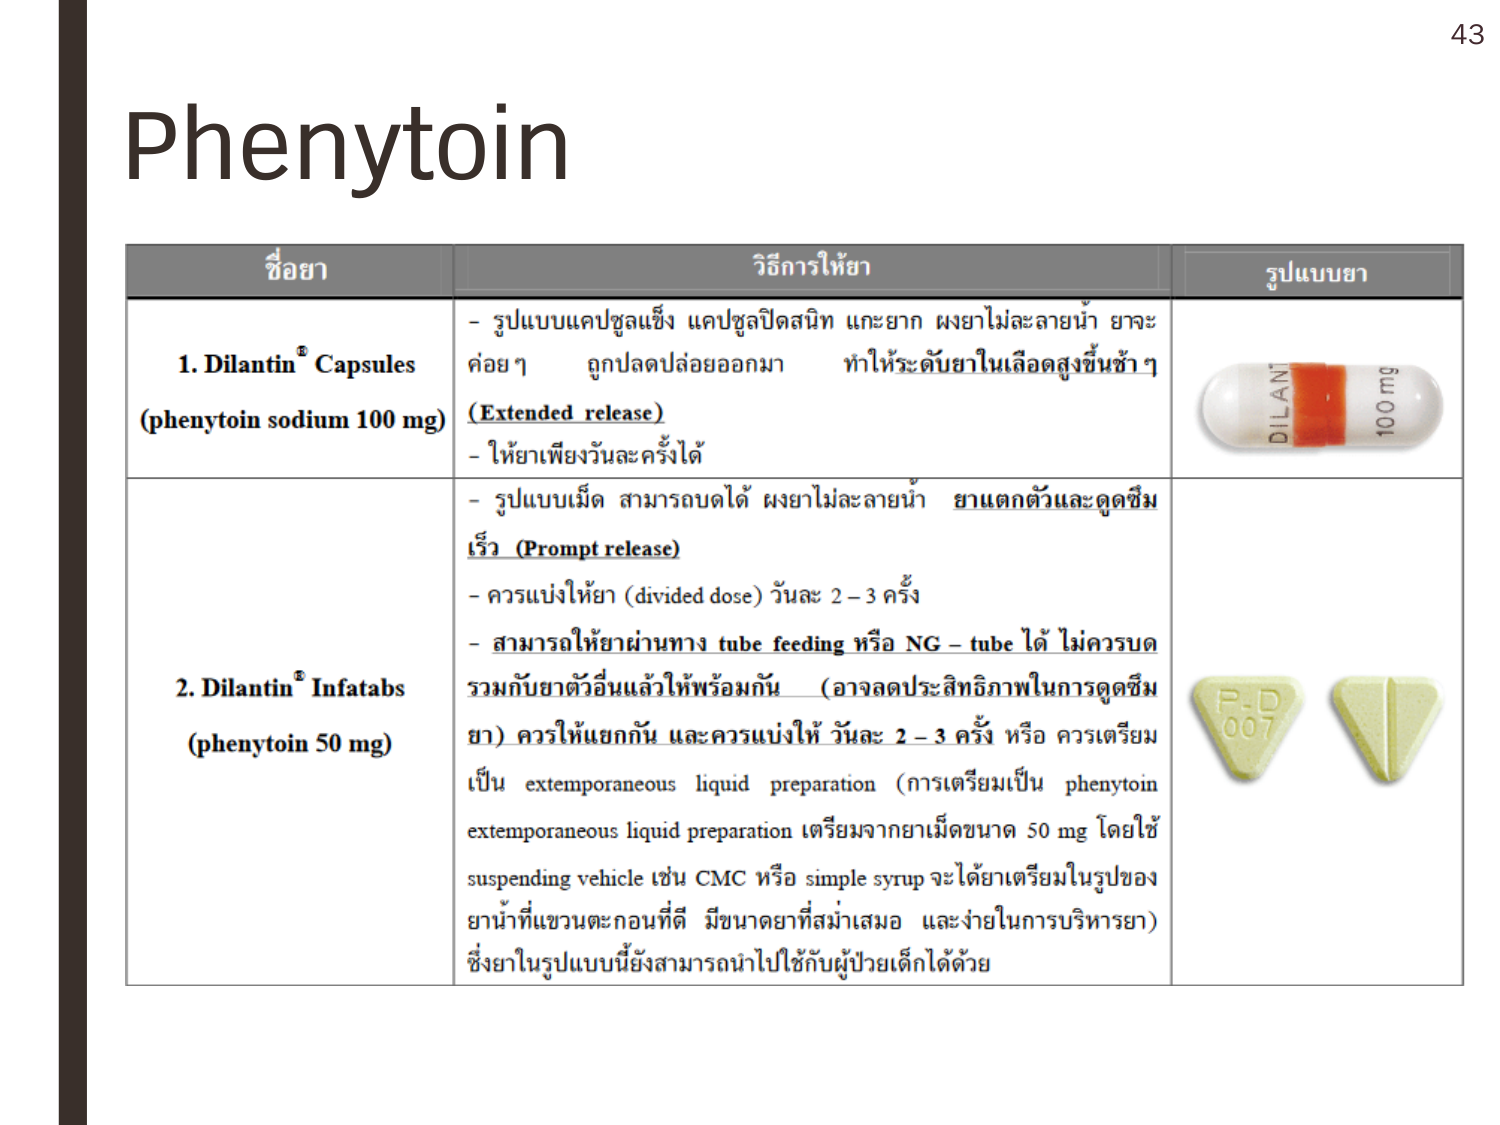 43
Phenytoin
ชื่อยา
วิธีการให้ยา
รูปแบบยา
1. Dilantin® Capsules
(phenytoin sodium 100 mg)
- รูปแบบแคปซูลแข็ง แคปซูลปิดสนิท แกะยาก ผงยาไม่ละลายน้ำ ยาจะ
ค่อยๆ ถูกปลดปล่อยออกมา ทำให้ระดับยาในเลือดสูงขึ้นช้าๆ
(Extended release)
- ให้ยาเพียงวันละครั้งได้
DILANT
100 mg
2. Dilantin® Infatabs
(phenytoin 50 mg)
- รูปแบบเม็ด สามารถบดได้ ผงยาไม่ละลายน้ำ ยาแตกตัวและดูดซึม
เร็ว (Prompt release)
- ควรแบ่งให้ยา (divided dose) วันละ 2 – 3 ครั้ง
- สามารถให้ยาผ่านทาง tube feeding หรือ NG – tube ได้ ไม่ควรบด
รวมกับยาตัวอื่นแล้วให้พร้อมกัน (อาจลดประสิทธิภาพในการดูดซึม
ยา) ควรให้แยกกัน และควรแบ่งให้ วันละ 2 – 3 ครั้ง หรือ ควรเตรียม
เป็น extemporaneous liquid preparation (การเตรียมเป็น phenytoin
extemporaneous liquid preparation เตรียมจากยาเม็ดขนาด 50 mg โดยใช้
suspending vehicle เช่น CMC หรือ simple syrup จะได้ยาเตรียมในรูปของ
ยาน้ำที่แขวนตะกอนที่ดี มีขนาดยาที่สม่ำเสมอ และง่ายในการบริหารยา)
ซึ่งยาในรูปแบบนี้ยังสามารถนำไปใช้กับผู้ป่วยเด็กได้ด้วย
P-D
007